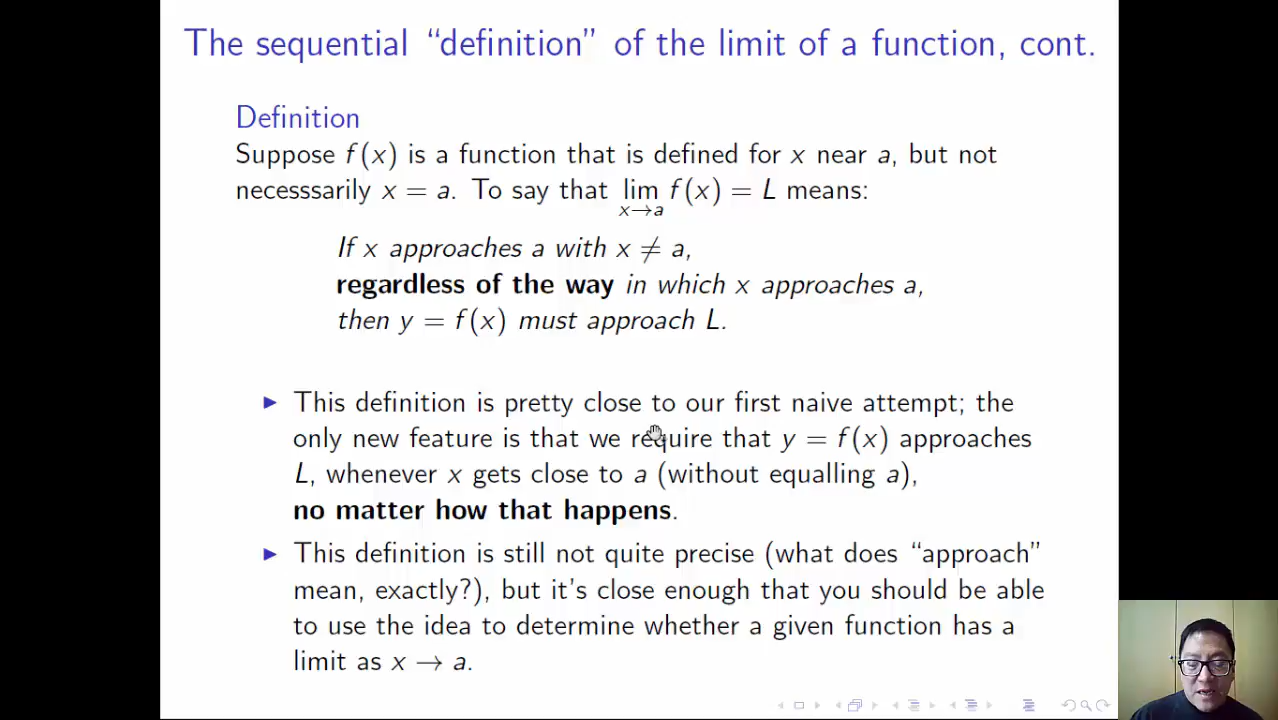 The sequential “definition” of the limit of a function, cont.
Definition
Suppose f(x) is a function that is defined for x near a, but not
necesssarily x = a. To say that lim f(x) = L means:
x→a
If x approaches a with x ≠ a,
regardless of the way in which x approaches a,
then y = f(x) must approach L.
▶ This definition is pretty close to our first naive attempt; the
only new feature is that we require that y = f(x) approaches
L, whenever x gets close to a (without equalling a),
no matter how that happens.
▶ This definition is still not quite precise (what does “approach”
mean, exactly?), but it’s close enough that you should be able
to use the idea to determine whether a given function has a
limit as x → a.